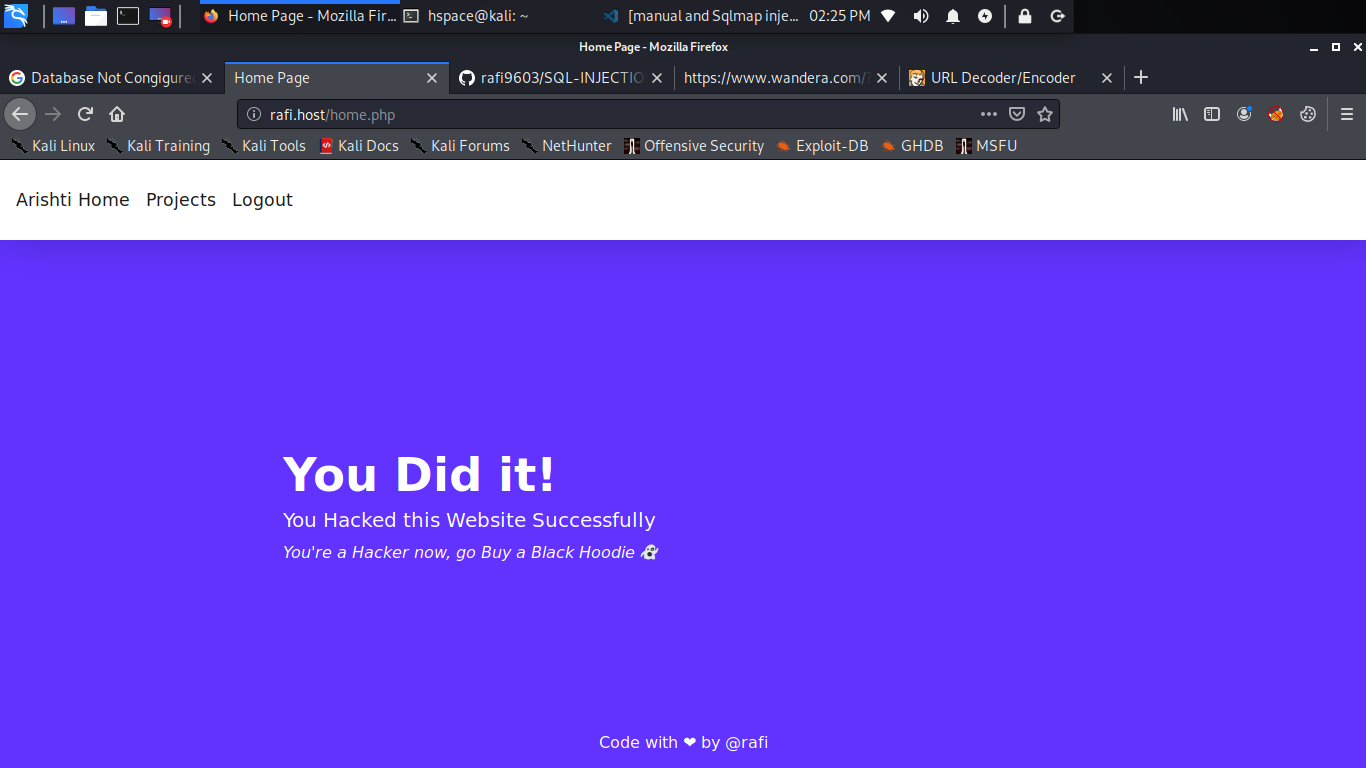 Home Page - Mozilla Fir...
hspace@kali: ~
[manual and Sqlmap inje...
02:25 PM
Home Page - Mozilla Firefox
Database Not Congigure
Home Page
rafi9603/SQL-INJECTIO
https://www.wandera.com/
URL Decoder/Encoder
rafi.host/home.php
Kali Linux
Kali Training
Kali Tools
Kali Docs
Kali Forums
NetHunter
Offensive Security
Exploit-DB
GHDB
MSFU
Arishti Home
Projects
Logout
You Did it!
You Hacked this Website Successfully
You're a Hacker now, go Buy a Black Hoodie 👻
Code with ❤ by @rafi